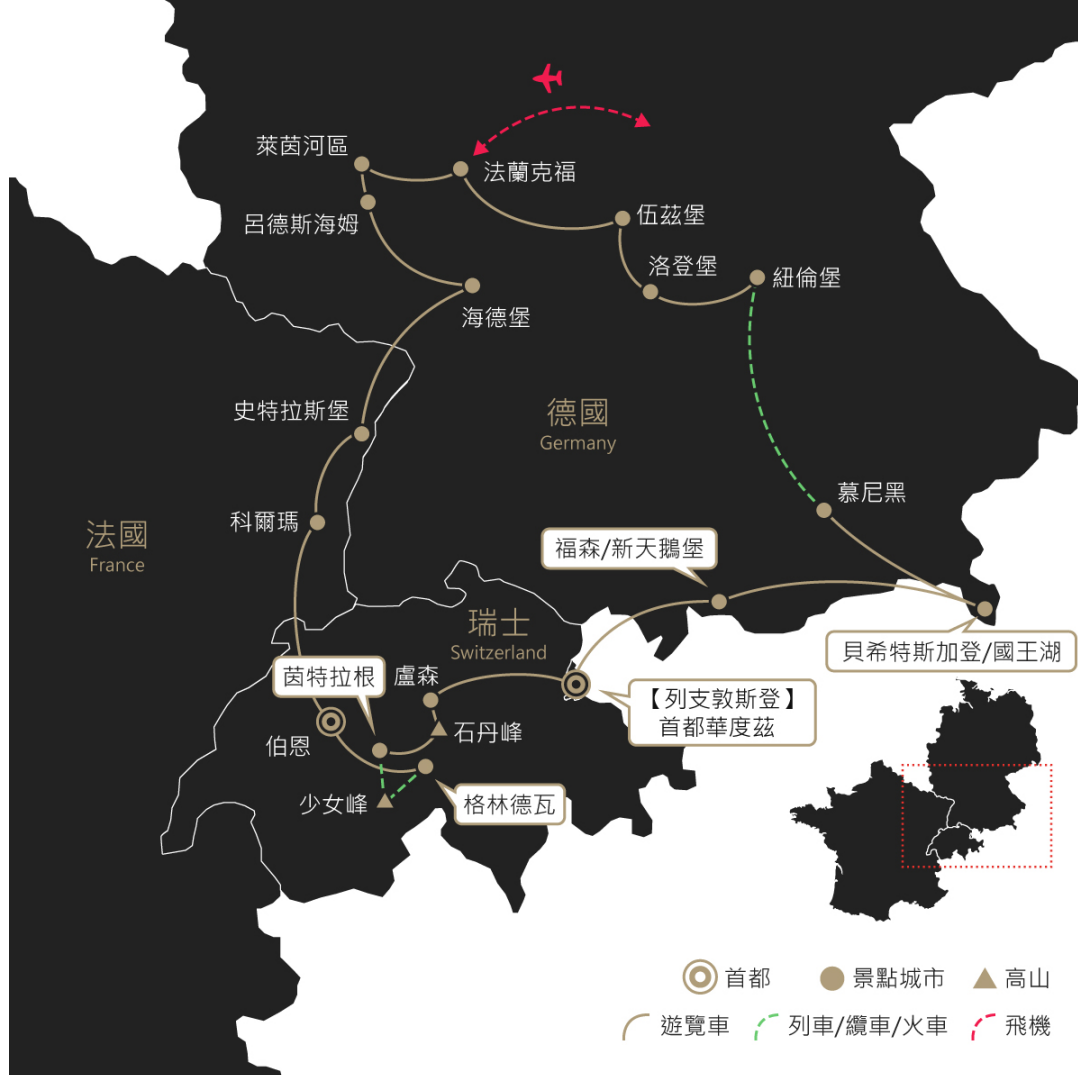 萊茵河區
法蘭克福
呂德斯海姆
伍茲堡
洛登堡
紐倫堡
海德堡
史特拉斯堡
德國
Germany
科爾瑪
慕尼黑
法國
France
福森/新天鵝堡
瑞士
Switzerland
貝希特斯加登/國王湖
茵特拉根
盧森
【列支敦斯登】
首都華度茲
伯恩
石丹峰
少女峰
格林德瓦
首都
景點城市
高山
遊覽車
列車/纜車/火車
飛機